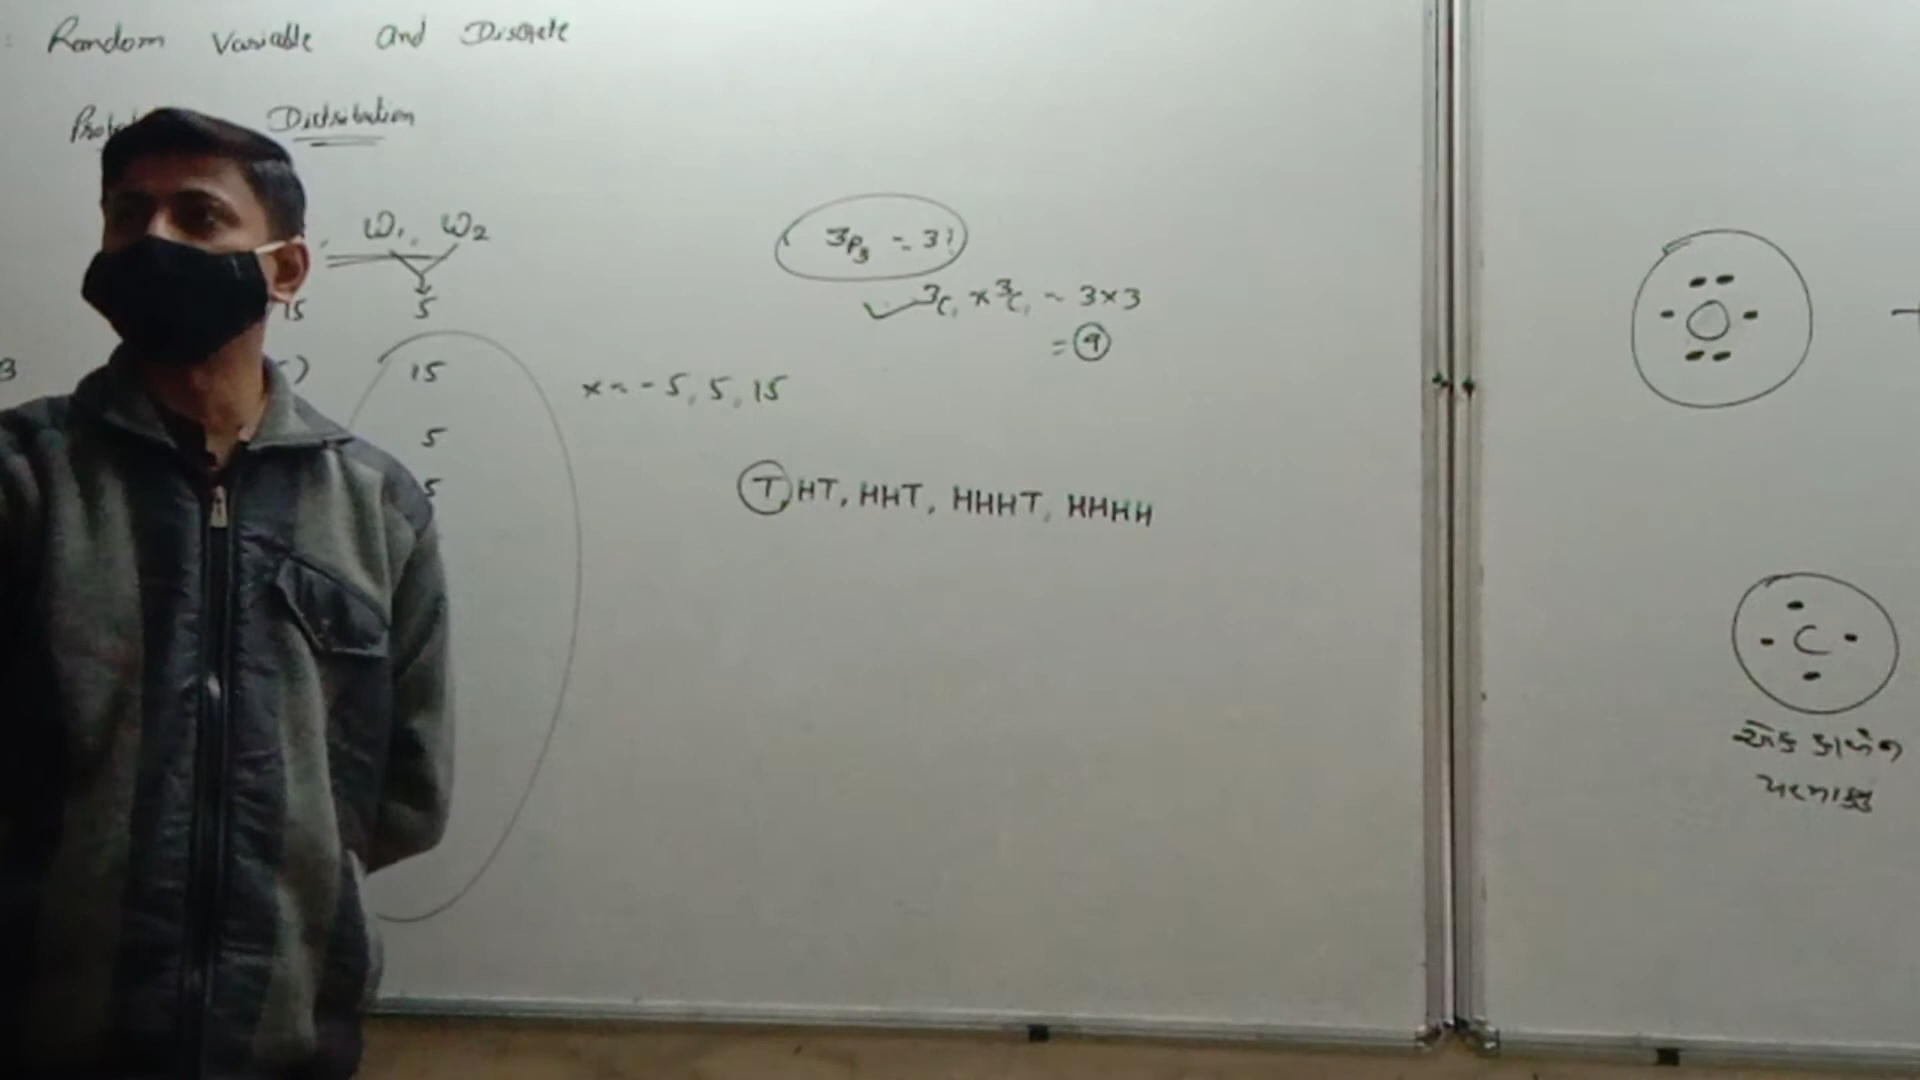 : Random Variable and Discrete
Distribution
, W1, W2
15 5
3
) 15
5
5
3P3 = 3!
3C1 × 3C1 = 3×3
= 9
x = -5, 5, 15
T, HT, HHT, HHHT, HHHH
C
એક કાર્બન
પરમાણુ